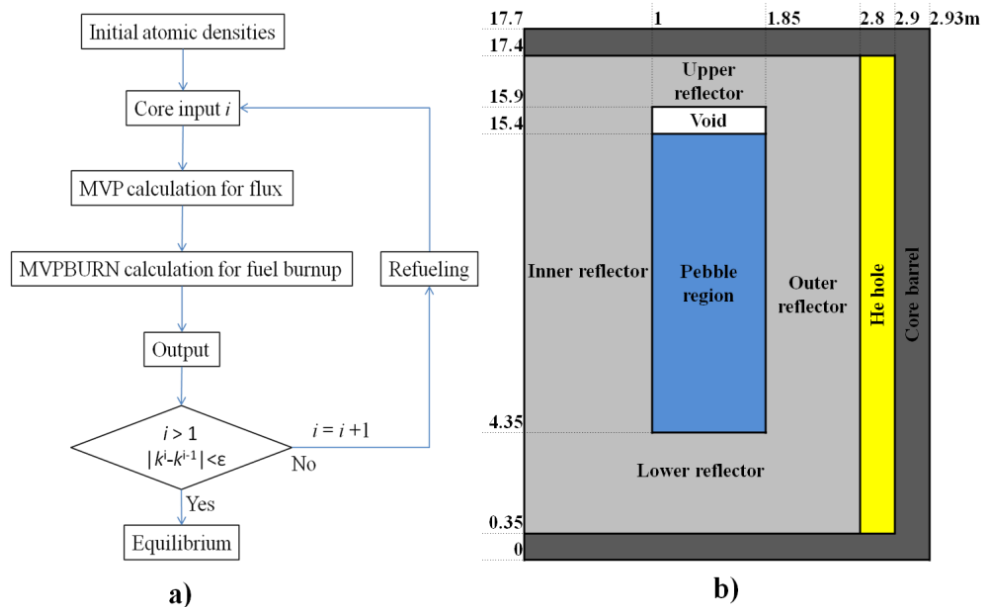 Initial atomic densities
Core input i
MVP calculation for flux
MVPBURN calculation for fuel burnup
Refueling
Output
i > 1
|kⁱ-kⁱ⁻¹|<ε
i = i +1
No
Yes
Equilibrium
a)
17.7
1
1.85
2.8
2.9
2.93m
17.4
Upper
reflector
15.9
Void
15.4
Inner reflector
Pebble
region
Outer
reflector
He hole
Core barrel
4.35
Lower reflector
0.35
0
b)